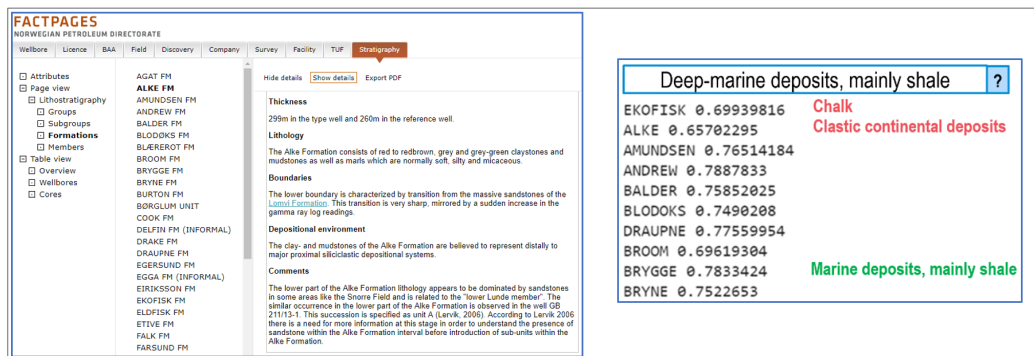 FACTPAGES
NORWEGIAN PETROLEUM DIRECTORATE
Wellbore Licence BAA Field Discovery Company Survey Facility TUF Stratigraphy
Attributes
Page view
Lithostratigraphy
Groups
Subgroups
Formations
Members
Table view
Overview
Wellbores
Cores
AGAT FM
ALKE FM
AMUNDSEN FM
ANDREW FM
BALDER FM
BLODØKS FM
BLÆREROT FM
BROOM FM
BRYGGE FM
BRYNE FM
BURTON FM
BØRGLUM UNIT
COOK FM
DELFIN FM (INFORMAL)
DRAKE FM
DRAUPNE FM
EGERSUND FM
EGGA FM (INFORMAL)
EIRIKSSON FM
EKOFISK FM
ELDFISK FM
ETIVE FM
FALK FM
FARSUND FM
Hide details Show details Export PDF
Thickness
299m in the type well and 260m in the reference well.
Lithology
The Alke Formation consists of red to redbrown, grey and grey-green claystones and
mudstones as well as marls which are normally soft, silty and micaceous.
Boundaries
The lower boundary is characterized by transition from the massive sandstones of the
Lomvi Formation. This transition is very sharp, mirrored by a sudden increase in the
gamma ray log readings.
Depositional environment
The clay- and mudstones of the Alke Formation are believed to represent distally to
major proximal siliciclastic depositional systems.
Comments
The lower part of the Alke Formation lithology appears to be dominated by sandstones
in some areas like the Snorre Field and is related to the "lower Lunde member". The
similar occurrence in the lower part of the Alke Formation is observed in the well GB
211/13-1. This succession is specified as unit A (Lervik, 2006). According to Lervik 2006
there is a need for more information at this stage in order to understand the presence of
sandstone within the Alke Formation interval before introduction of sub-units within the
Alke Formation.
Deep-marine deposits, mainly shale ?
EKOFISK 0.69939816 Chalk
ALKE 0.65702295 Clastic continental deposits
AMUNDSEN 0.76514184
ANDREW 0.7887833
BALDER 0.75852025
BLODOKS 0.7490208
DRAUPNE 0.77559954
BROOM 0.69619304
BRYGGE 0.7833424 Marine deposits, mainly shale
BRYNE 0.7522653